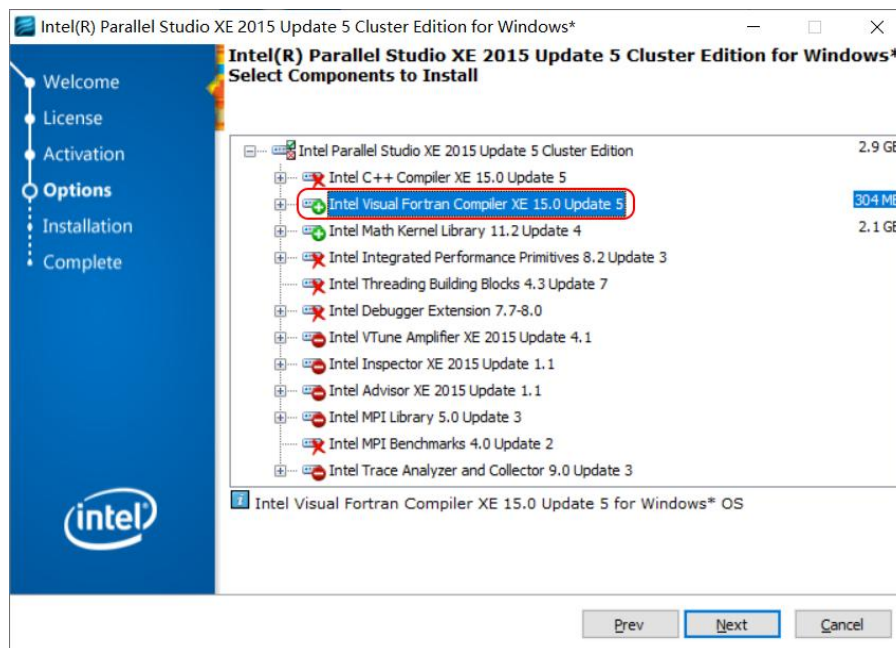 Intel(R) Parallel Studio XE 2015 Update 5 Cluster Edition for Windows*
Welcome
License
Activation
Options
Installation
Complete
intel
Intel(R) Parallel Studio XE 2015 Update 5 Cluster Edition for Windows*
Select Components to Install
Intel Parallel Studio XE 2015 Update 5 Cluster Edition 2.9 GB
Intel C++ Compiler XE 15.0 Update 5
Intel Visual Fortran Compiler XE 15.0 Update 5 304 MB
Intel Math Kernel Library 11.2 Update 4 2.1 GB
Intel Integrated Performance Primitives 8.2 Update 3
Intel Threading Building Blocks 4.3 Update 7
Intel Debugger Extension 7.7-8.0
Intel VTune Amplifier XE 2015 Update 4.1
Intel Inspector XE 2015 Update 1.1
Intel Advisor XE 2015 Update 1.1
Intel MPI Library 5.0 Update 3
Intel MPI Benchmarks 4.0 Update 2
Intel Trace Analyzer and Collector 9.0 Update 3
Intel Visual Fortran Compiler XE 15.0 Update 5 for Windows* OS
Prev Next Cancel